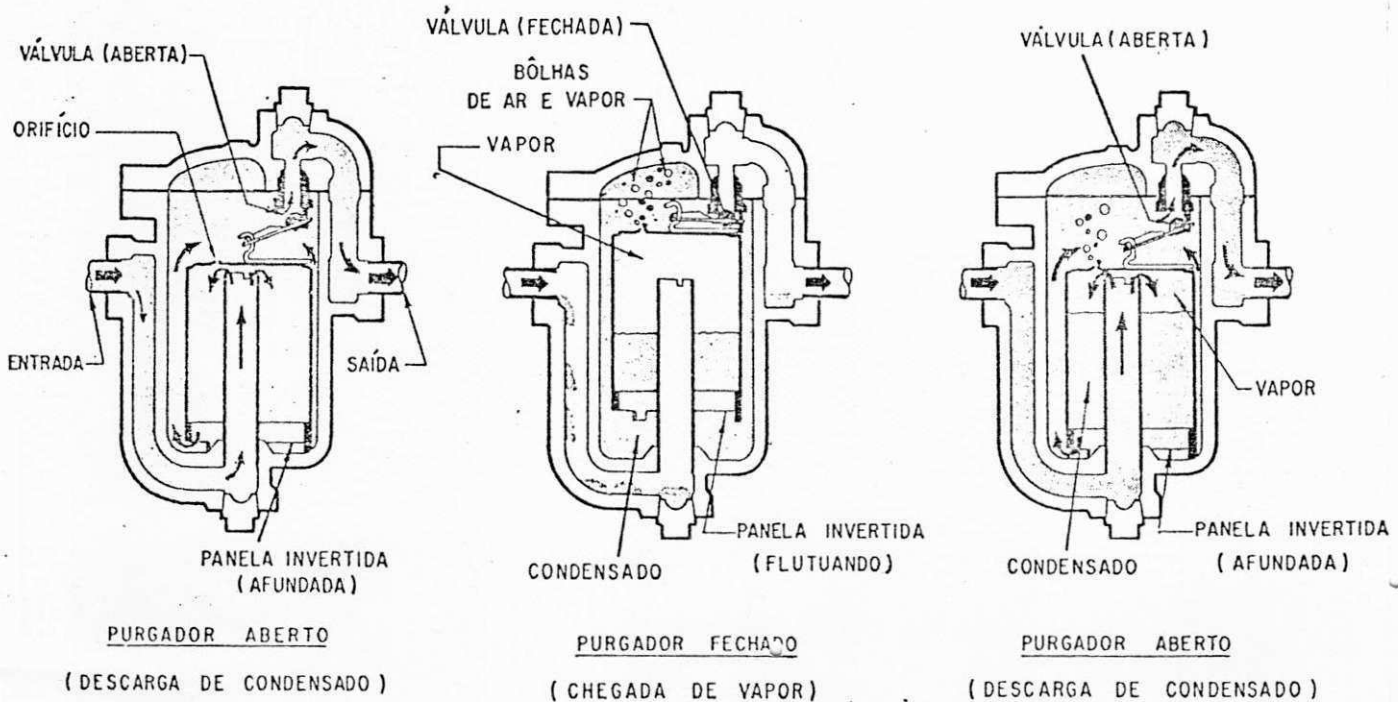 VÁLVULA (ABERTA)
ORIFÍCIO
ENTRADA
SAÍDA
PANELA INVERTIDA
(AFUNDADA)
PURGADOR ABERTO
(DESCARGA DE CONDENSADO)
VÁLVULA (FECHADA)
BÔLHAS
DE AR E VAPOR
VAPOR
CONDENSADO
PANELA INVERTIDA
(FLUTUANDO)
PURGADOR FECHADO
(CHEGADA DE VAPOR)
VÁLVULA (ABERTA)
VAPOR
CONDENSADO
PANELA INVERTIDA
(AFUNDADA)
PURGADOR ABERTO
(DESCARGA DE CONDENSADO)